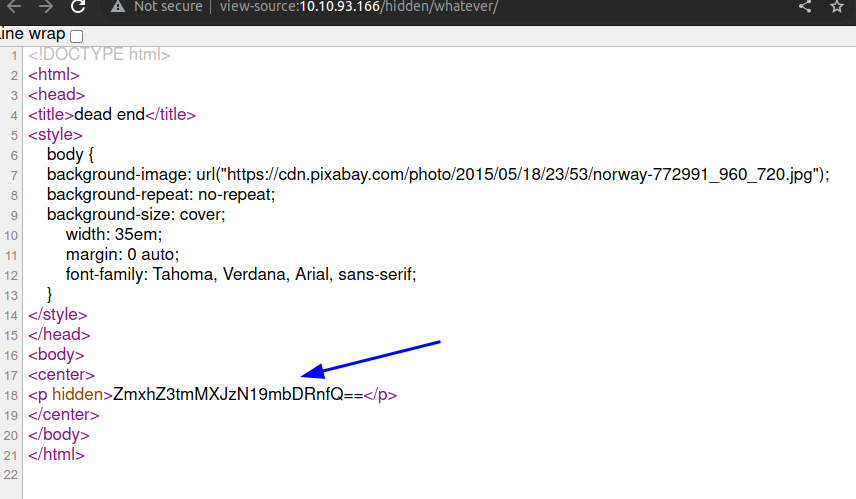 Not secure | view-source:10.10.93.166/hidden/whatever/
ine wrap
1 <!DOCTYPE html>
2 <html>
3 <head>
4 <title>dead end</title>
5 <style>
6 body {
7 background-image: url("https://cdn.pixabay.com/photo/2015/05/18/23/53/norway-772991_960_720.jpg");
8 background-repeat: no-repeat;
9 background-size: cover;
10 width: 35em;
11 margin: 0 auto;
12 font-family: Tahoma, Verdana, Arial, sans-serif;
13 }
14 </style>
15 </head>
16 <body>
17 <center>
18 <p hidden>ZmxhZ3tmMXJzN19mbDRnfQ==</p>
19 </center>
20 </body>
21 </html>
22